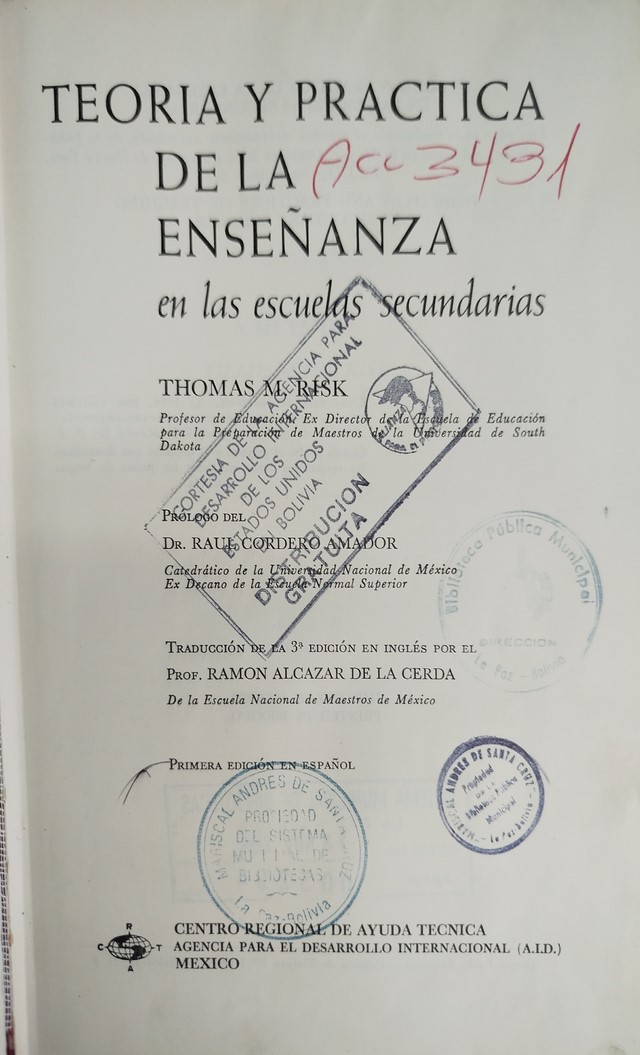 TEORIA Y PRACTICA
DE LA
Acc 3431
ENSEÑANZA
en las escuelas secundarias
THOMAS M. RISK
Profesor de Educación. Ex Director de la Escuela de Educación
para la Preparación de Maestros de la Universidad de South
Dakota
CORTESIA DE LA AGENCIA PARA
DESARROLLO INTERNACIONAL
DE LOS
ESTADOS UNIDOS
BOLIVIA
DISTRIBUCION
GRATUITA
ALIANZA
PARA EL
PROLOGO DEL
DR. RAUL CORDERO AMADOR
Catedrático de la Universidad Nacional de México
Ex Decano de la Escuela Normal Superior
Biblioteca Pública Municipal
DIRECCION
La Paz - Bolivia
TRADUCCIÓN DE LA 3ª EDICIÓN EN INGLÉS POR EL
PROF. RAMON ALCAZAR DE LA CERDA
De la Escuela Nacional de Maestros de México
PRIMERA EDICIÓN EN ESPAÑOL
MARISCAL ANDRES DE SANTA CRUZ
Propiedad
de la
Biblioteca Pública
Municipal
La Paz Bolivia
MARISCAL ANDRES DE SANTA CRUZ
PROPIEDAD
DEL SISTEMA
DE
BIBLIOTECAS
La Paz-Bolivia
R
C T
A
CENTRO REGIONAL DE AYUDA TECNICA
AGENCIA PARA EL DESARROLLO INTERNACIONAL (A.I.D.)
MEXICO